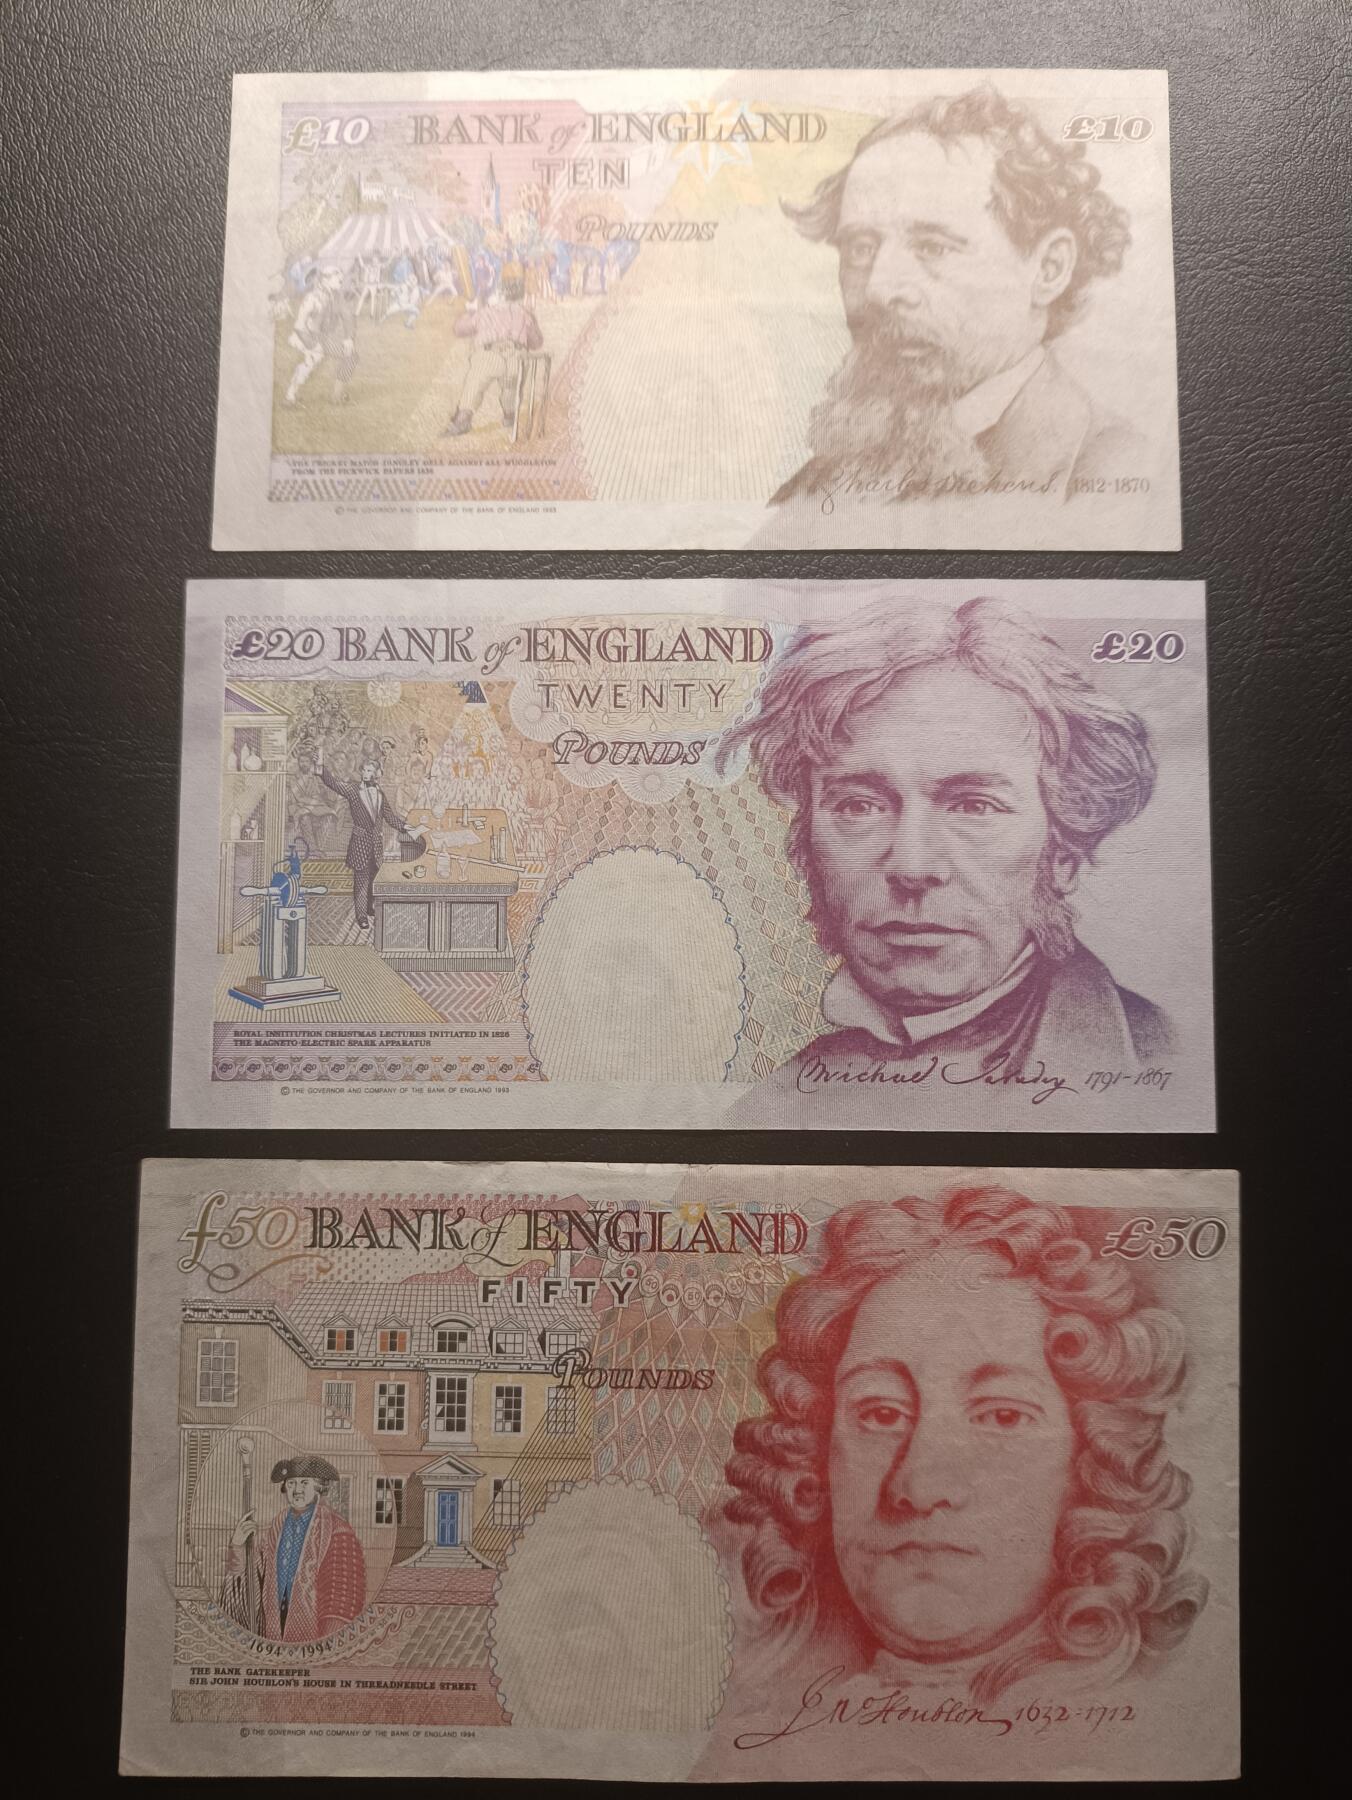 £10 BANK of ENGLAND £10
TEN
POUNDS
THE CRICKET MATCH DINGLEY DELL AGAINST ALL MUGGLETON
FROM THE PICKWICK PAPERS 1836
© THE GOVERNOR AND COMPANY OF THE BANK OF ENGLAND 1993
Charles Dickens. 1812-1870
£20 BANK of ENGLAND £20
TWENTY
POUNDS
ROYAL INSTITUTION CHRISTMAS LECTURES INITIATED IN 1826
THE MAGNETO-ELECTRIC SPARK APPARATUS
© THE GOVERNOR AND COMPANY OF THE BANK OF ENGLAND 1993
Michael Faraday 1791-1867
£50 BANK of ENGLAND £50
FIFTY
POUNDS
1694 1994
THE BANK GATEKEEPER
SIR JOHN HOUBLON'S HOUSE IN THREADNEEDLE STREET
© THE GOVERNOR AND COMPANY OF THE BANK OF ENGLAND 1994
Jno Houblon 1632-1712